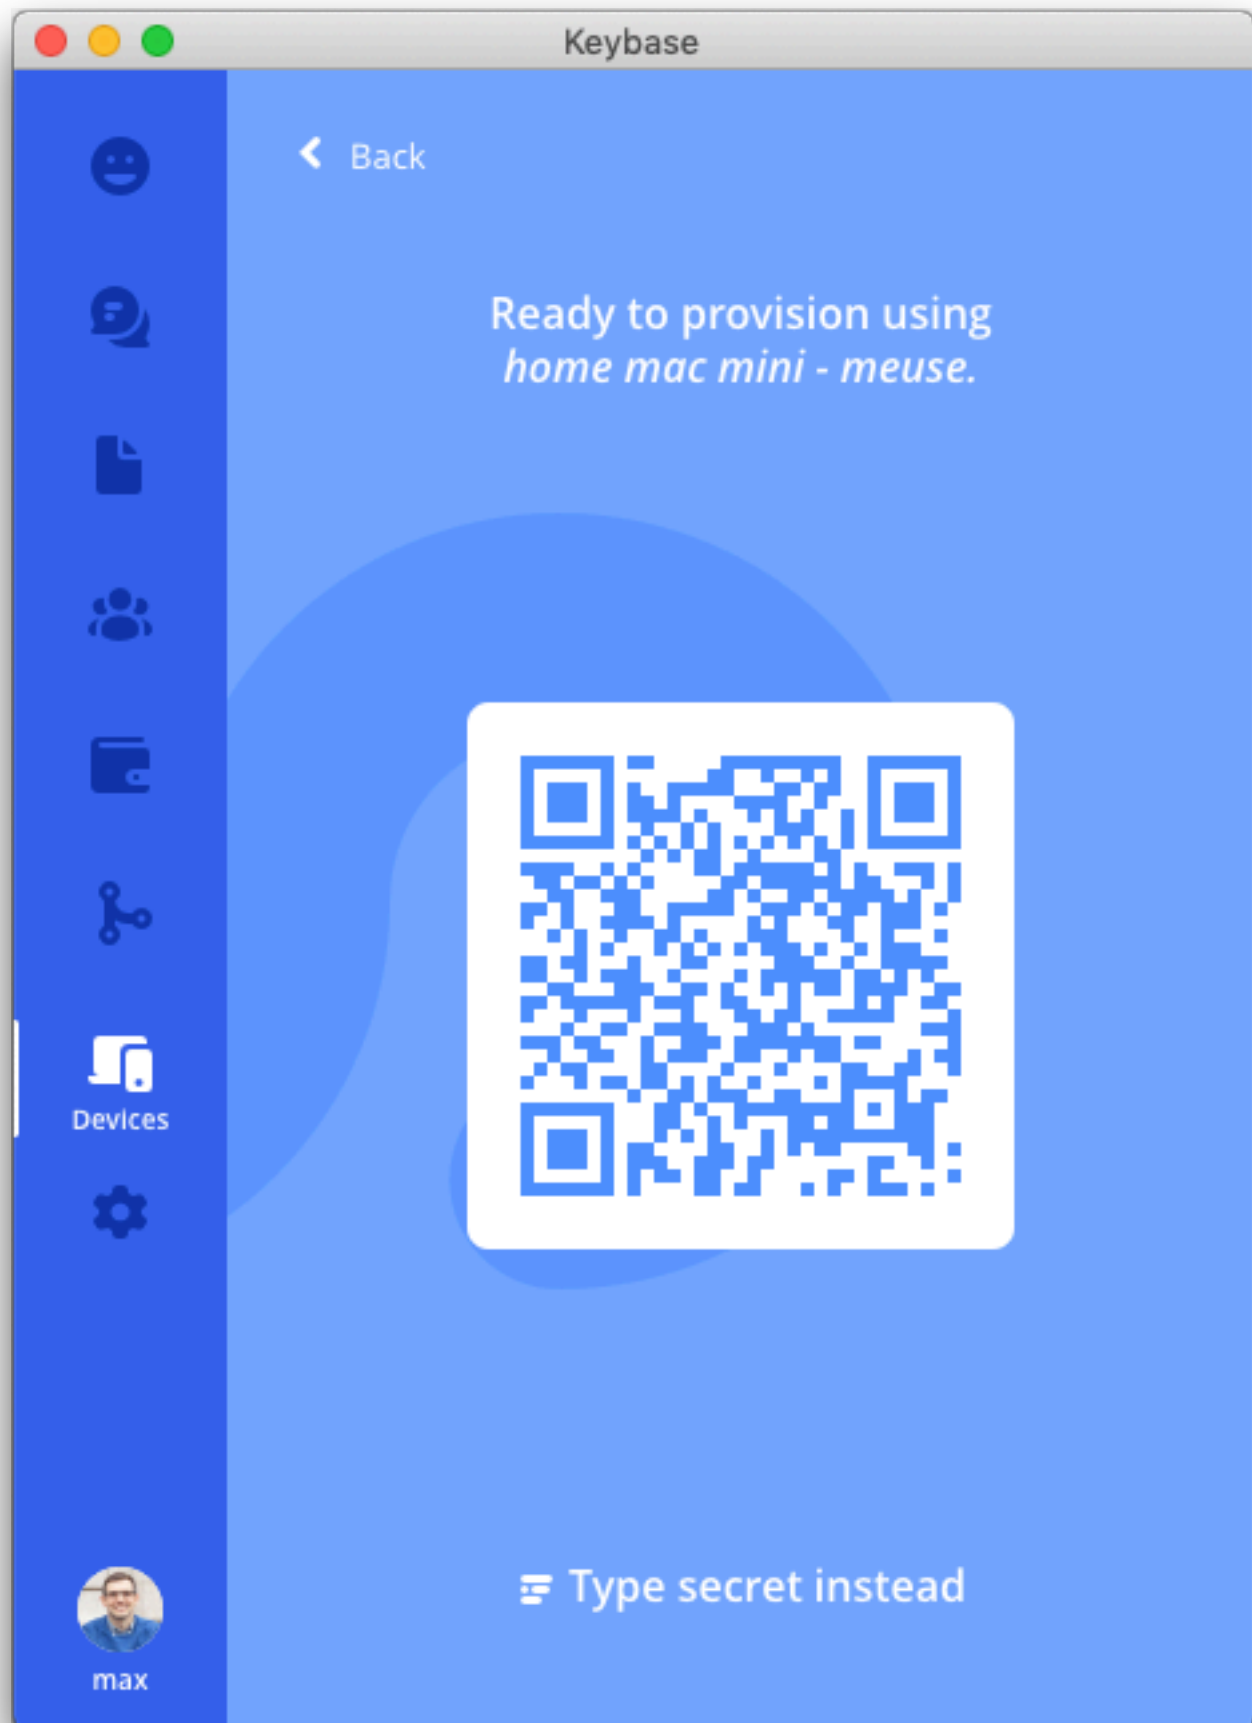 Keybase
Back
Ready to provision using
home mac mini - meuse.
Devices
Type secret instead
max